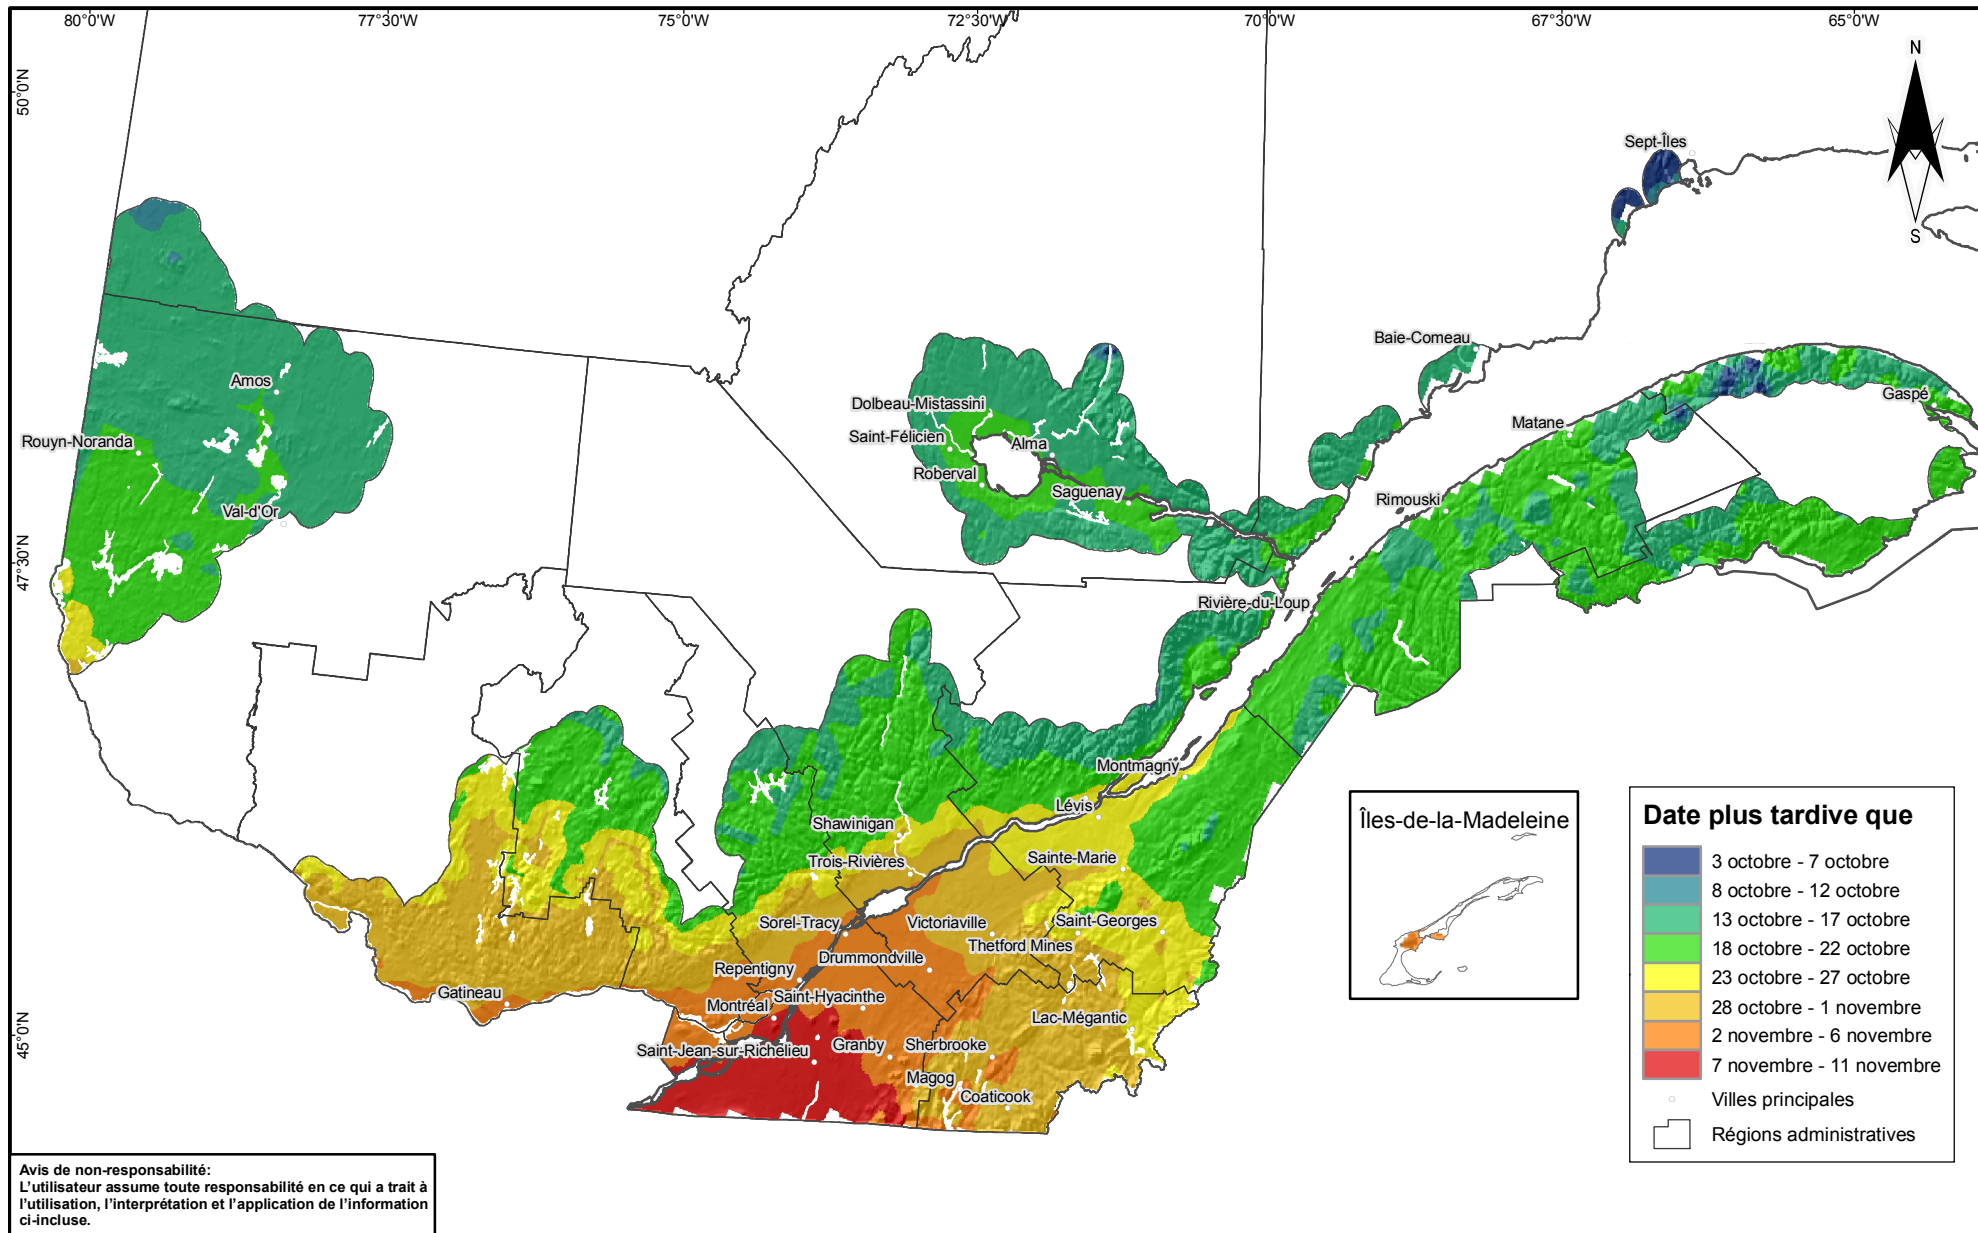 80°0'W
77°30'W
75°0'W
72°30'W
70°0'W
67°30'W
65°0'W
50°0'N
47°30'N
45°0'N
N
S
Sept-Îles
Baie-Comeau
Amos
Dolbeau-Mistassini
Gaspé
Matane
Rouyn-Noranda
Saint-Félicien
Alma
Roberval
Saguenay
Rimouski
Val-d'Or
Rivière-du-Loup
Montmagny
Lévis
Shawinigan
Trois-Rivières
Sainte-Marie
Sorel-Tracy
Victoriaville
Saint-Georges
Thetford Mines
Drummondville
Repentigny
Gatineau
Saint-Hyacinthe
Montréal
Lac-Mégantic
Saint-Jean-sur-Richelieu
Granby
Sherbrooke
Magog
Coaticook
Îles-de-la-Madeleine
Date plus tardive que
3 octobre - 7 octobre
8 octobre - 12 octobre
13 octobre - 17 octobre
18 octobre - 22 octobre
23 octobre - 27 octobre
28 octobre - 1 novembre
2 novembre - 6 novembre
7 novembre - 11 novembre
Villes principales
Régions administratives
Avis de non-responsabilité:
L'utilisateur assume toute responsabilité en ce qui a trait à
l'utilisation, l'interprétation et l'application de l'information
ci-incluse.